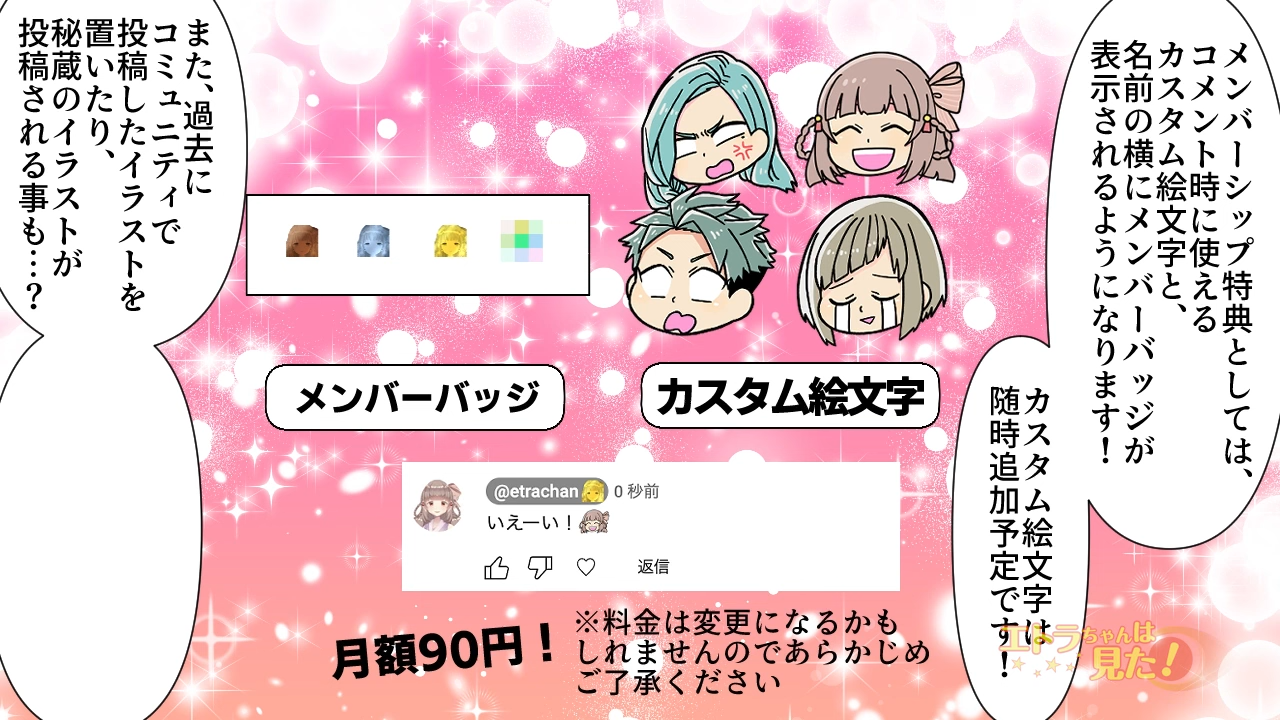 メンバーシップ特典としては、
コメント時に使える
カスタム絵文字と、
名前の横にメンバーバッジが
表示されるようになります！
カスタム絵文字は
随時追加予定です！
また、過去に
コミュニティで
投稿したイラストを
置いたり、
秘蔵のイラストが
投稿される事も…？
メンバーバッジ
カスタム絵文字
@etrachan 0 秒前
いえーい！
返信
月額90円！
※料金は変更になるかも
しれませんのであらかじめ
ご了承ください
エトラちゃんは
見た！